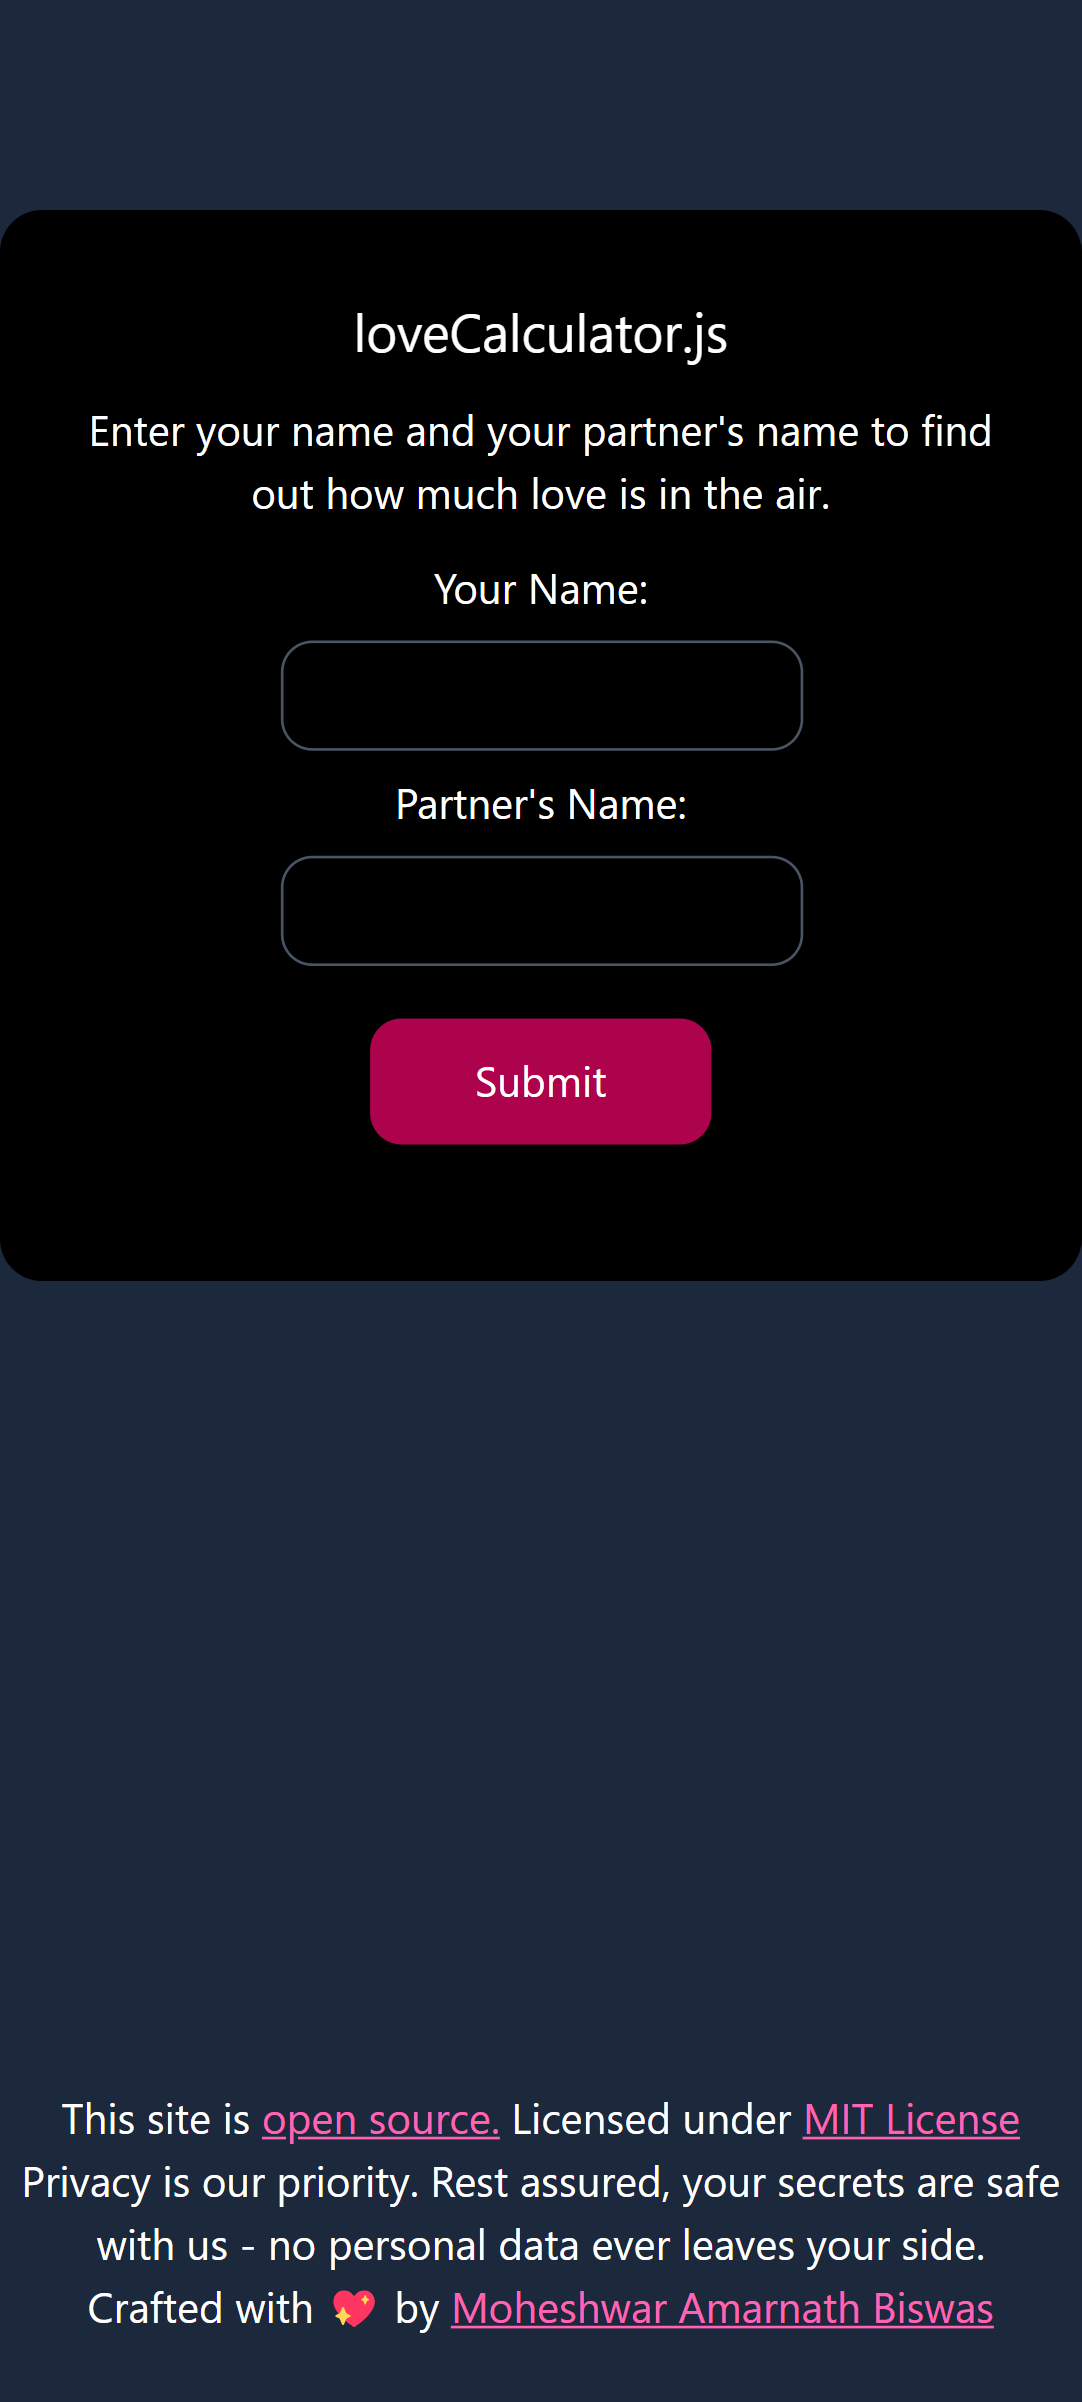 loveCalculator.js
Enter your name and your partner's name to find
out how much love is in the air.
Your Name:
Partner's Name:
Submit
This site is open source. Licensed under MIT License
Privacy is our priority. Rest assured, your secrets are safe
with us - no personal data ever leaves your side.
Crafted with 💖 by Moheshwar Amarnath Biswas